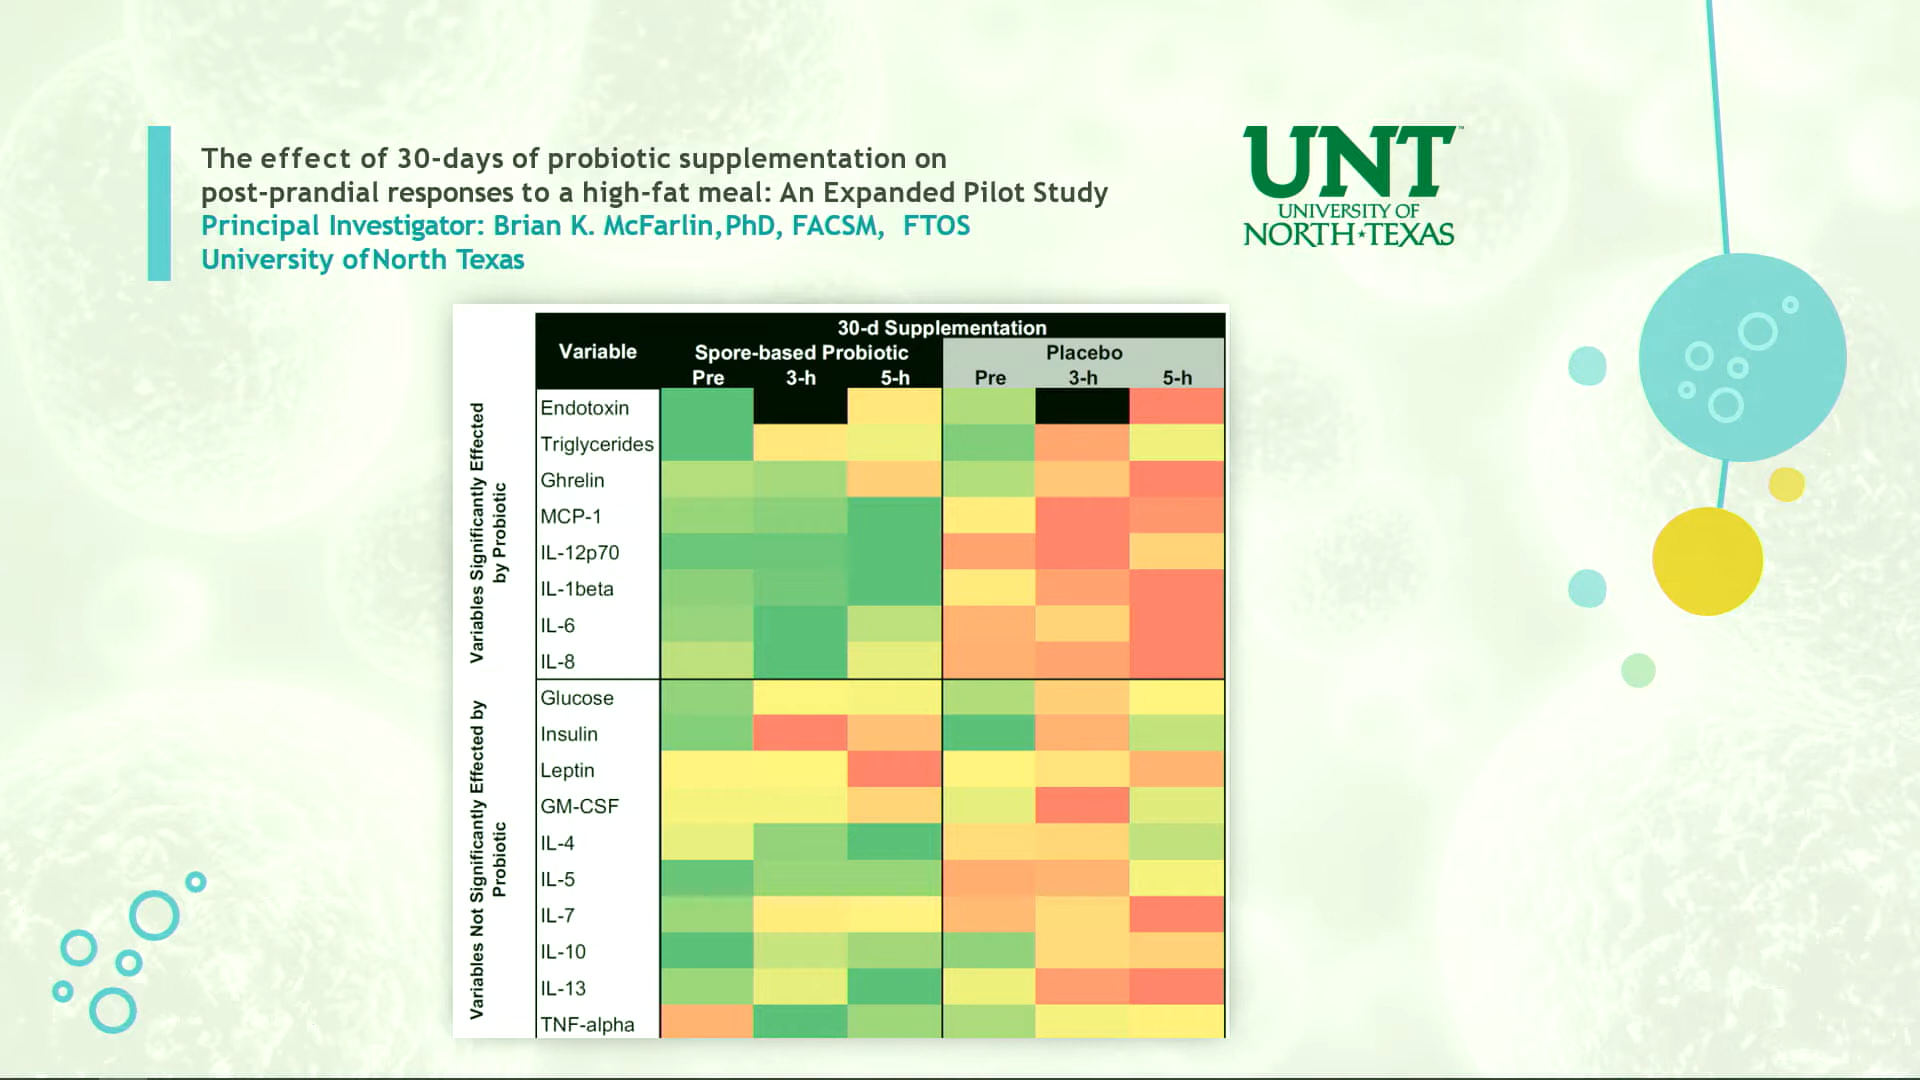 The effect of 30-days of probiotic supplementation on
post-prandial responses to a high-fat meal: An Expanded Pilot Study
Principal Investigator: Brian K. McFarlin, PhD, FACSM, FTOS
University of North Texas
UNT™
UNIVERSITY OF
NORTH★TEXAS
30-d Supplementation
Variable
Spore-based Probiotic
Placebo
Pre 3-h 5-h Pre 3-h 5-h
Variables Significantly Effected
by Probiotic
Endotoxin
Triglycerides
Ghrelin
MCP-1
IL-12p70
IL-1beta
IL-6
IL-8
Variables Not Significantly Effected by
Probiotic
Glucose
Insulin
Leptin
GM-CSF
IL-4
IL-5
IL-7
IL-10
IL-13
TNF-alpha